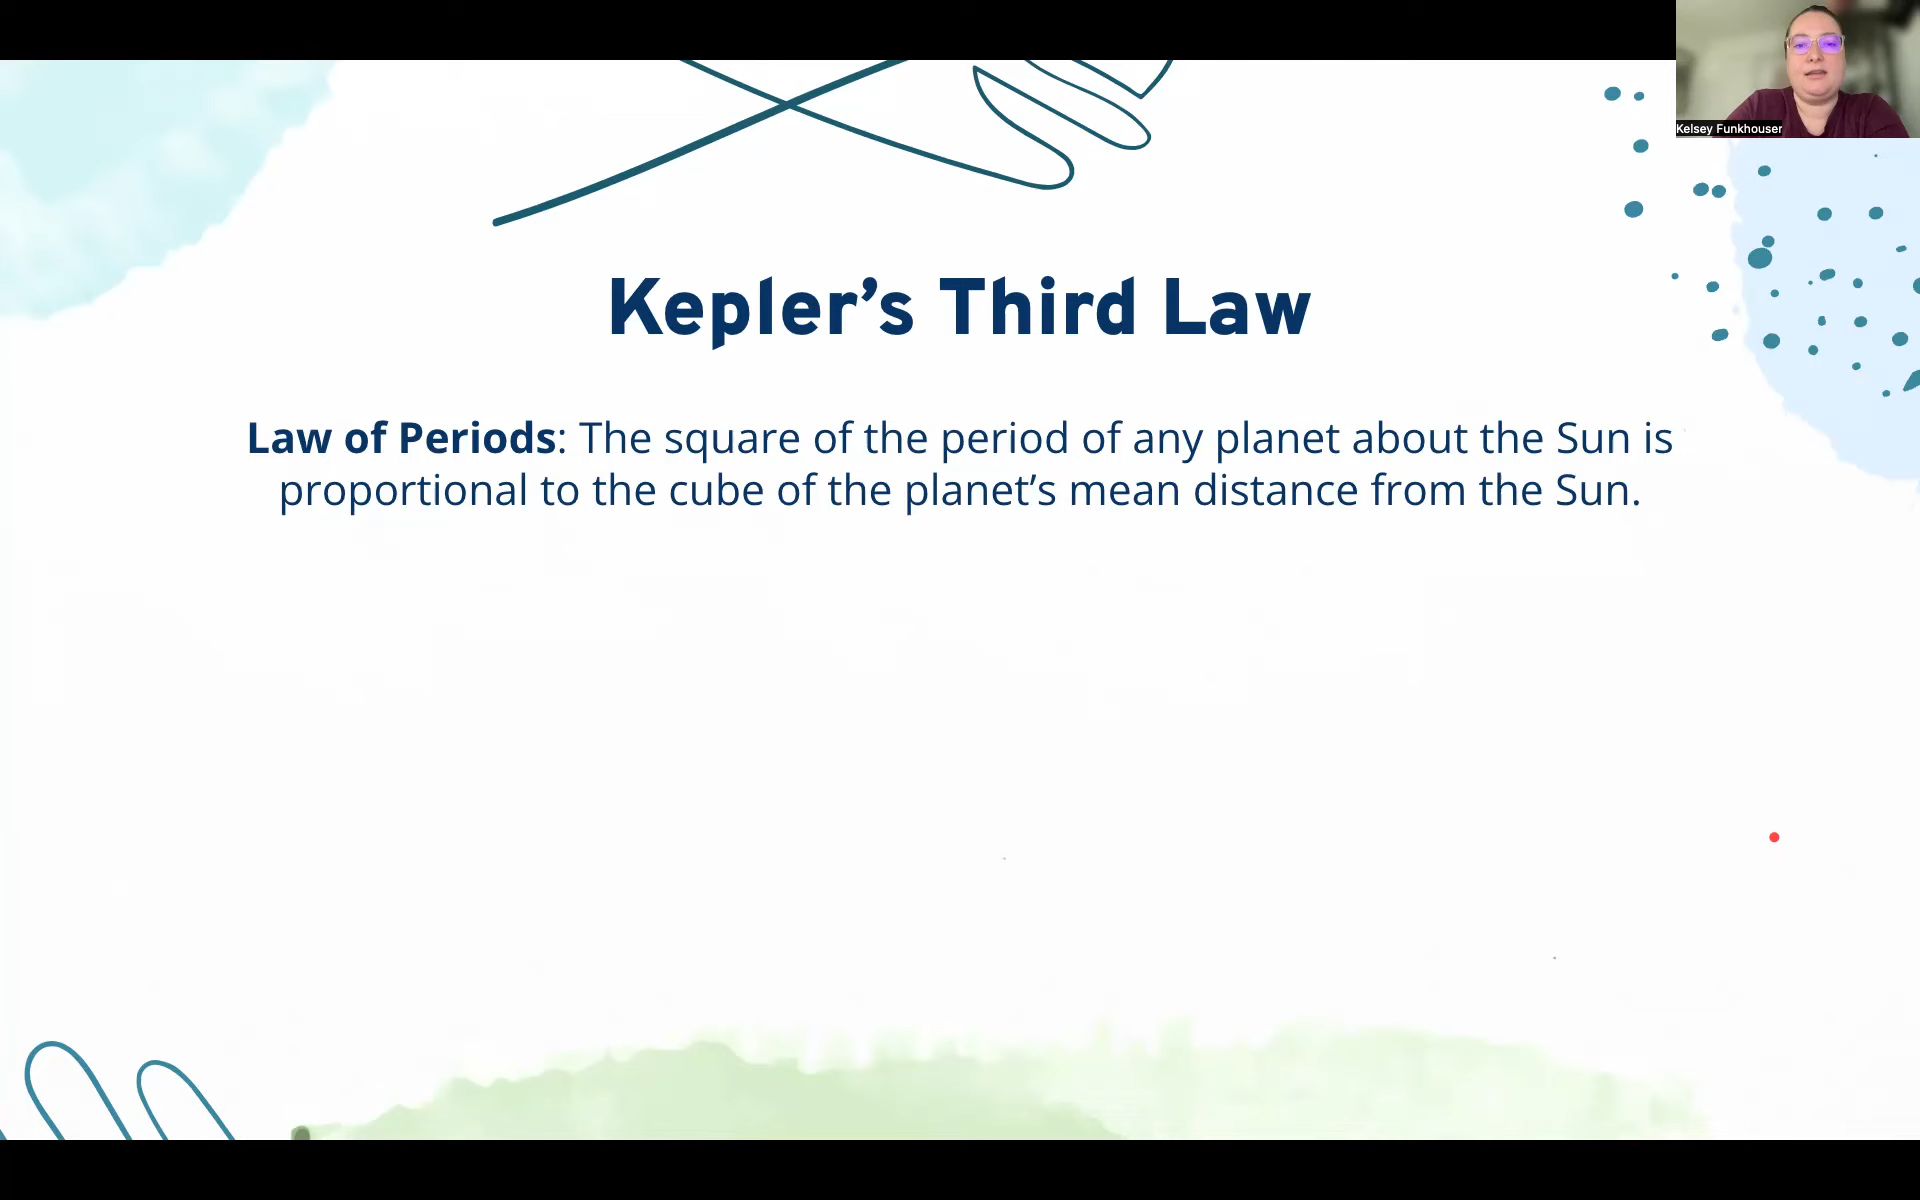 Kelsey Funkhouser
Kepler’s Third Law
Law of Periods: The square of the period of any planet about the Sun is
proportional to the cube of the planet’s mean distance from the Sun.